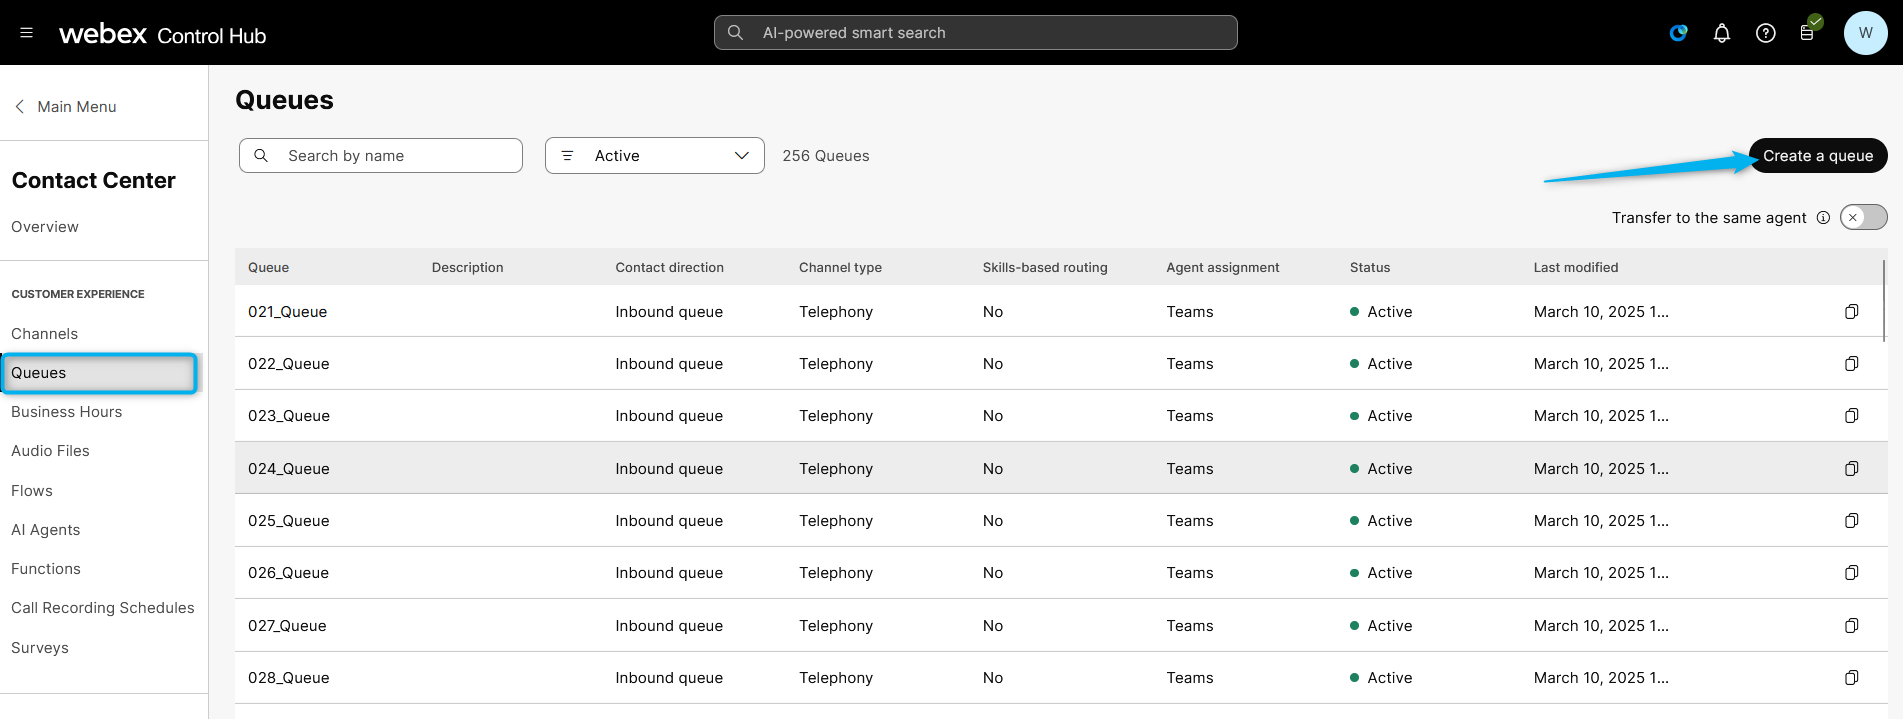 webex Control Hub
AI-powered smart search
W
Main Menu
Contact Center
Overview
CUSTOMER EXPERIENCE
Channels
Queues
Business Hours
Audio Files
Flows
AI Agents
Functions
Call Recording Schedules
Surveys
Queues
Search by name
Active
256 Queues
Create a queue
Transfer to the same agent
Queue Description Contact direction Channel type Skills-based routing Agent assignment Status Last modified
021_Queue Inbound queue Telephony No Teams Active March 10, 2025 1...
022_Queue Inbound queue Telephony No Teams Active March 10, 2025 1...
023_Queue Inbound queue Telephony No Teams Active March 10, 2025 1...
024_Queue Inbound queue Telephony No Teams Active March 10, 2025 1...
025_Queue Inbound queue Telephony No Teams Active March 10, 2025 1...
026_Queue Inbound queue Telephony No Teams Active March 10, 2025 1...
027_Queue Inbound queue Telephony No Teams Active March 10, 2025 1...
028_Queue Inbound queue Telephony No Teams Active March 10, 2025 1...